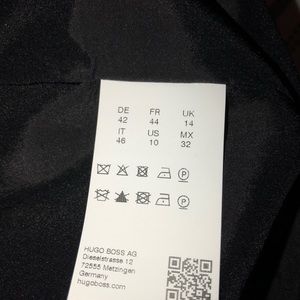 DE FR UK
42 44 14
IT US MX
46 10 32
P
P
HUGO BOSS AG
Dieselstrasse 12
72555 Metzingen
Germany
hugoboss.com